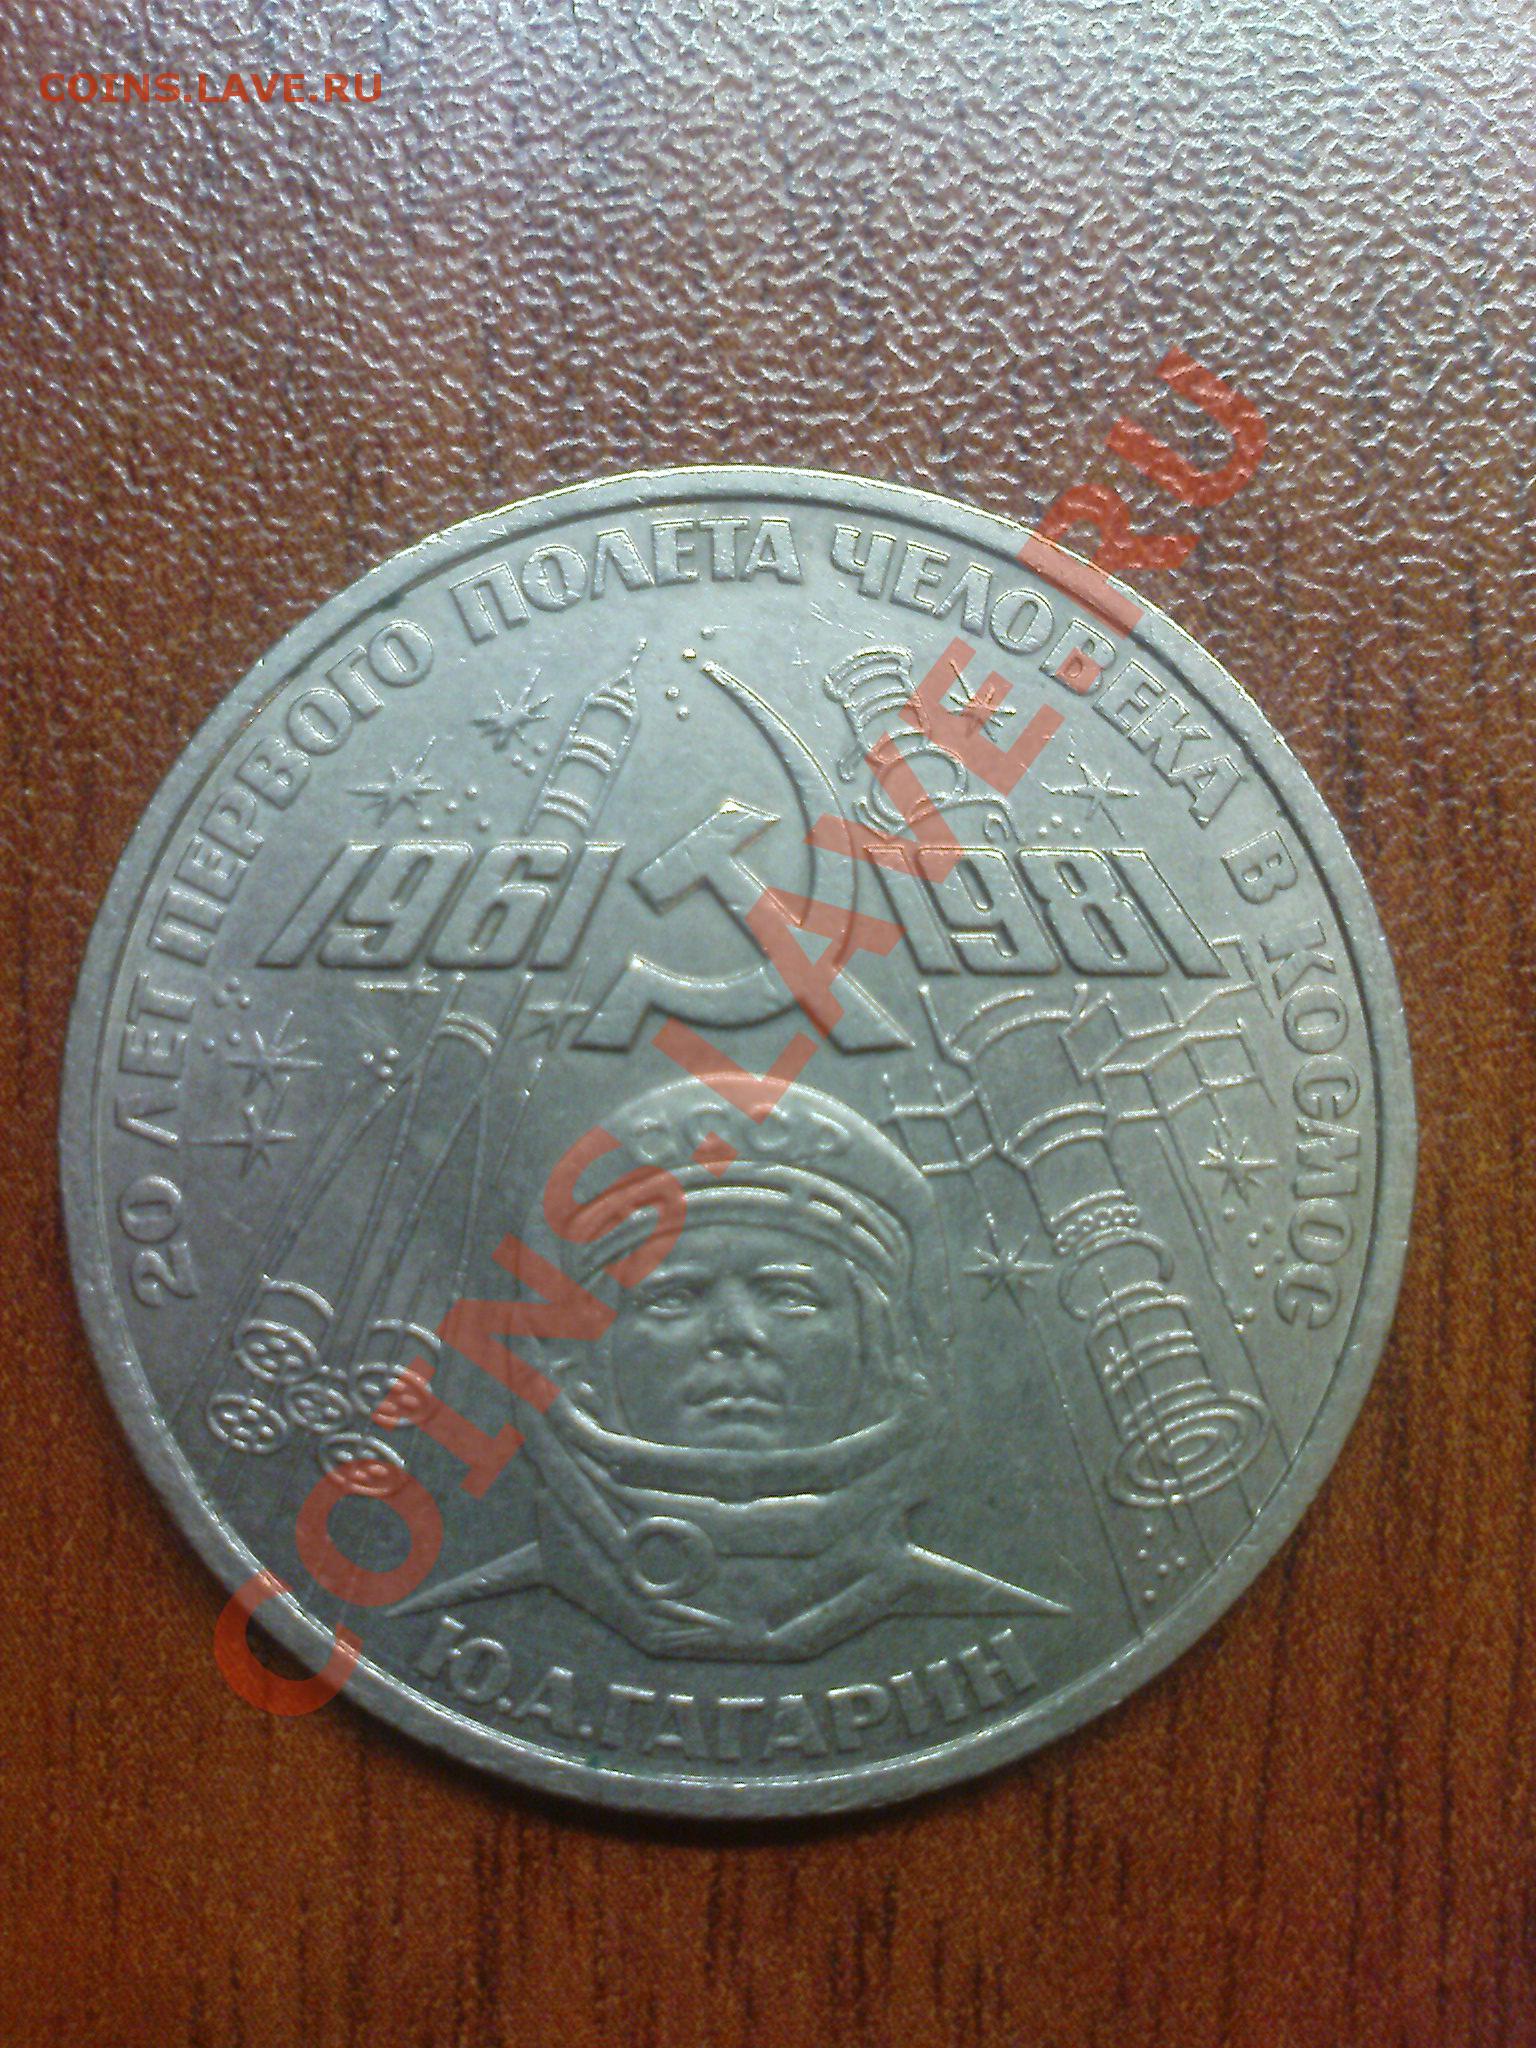 COINS.LAVE.RU
20 ЛЕТ ПЕРВОГО ПОЛЕТА ЧЕЛОВЕКА В КОСМОС
1961 1981
СССР
Ю.А.ГАГАРИН
COINS.LAVE.RU